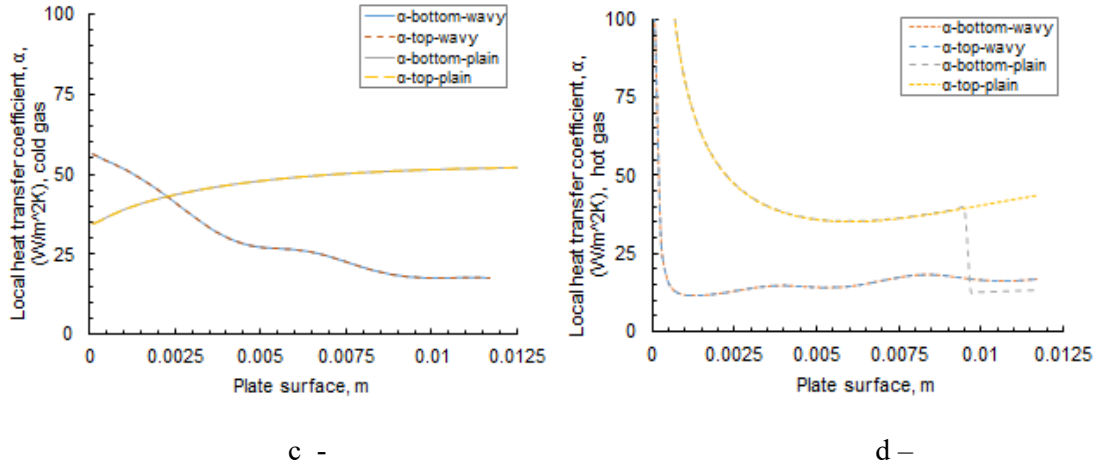 100
75
50
25
0
Local heat transfer coefficient, α,
(W/m^2K), cold gas
α-bottom-wavy
α-top-wavy
α-bottom-plain
α-top-plain
0 0.0025 0.005 0.0075 0.01 0.0125
Plate surface, m
c -
100
75
50
25
0
Local heat transfer coefficient, α,
(W/m^2K), hot gas
α-bottom-wavy
α-top-wavy
α-bottom-plain
α-top-plain
0 0.0025 0.005 0.0075 0.01 0.0125
Plate surface, m
d –